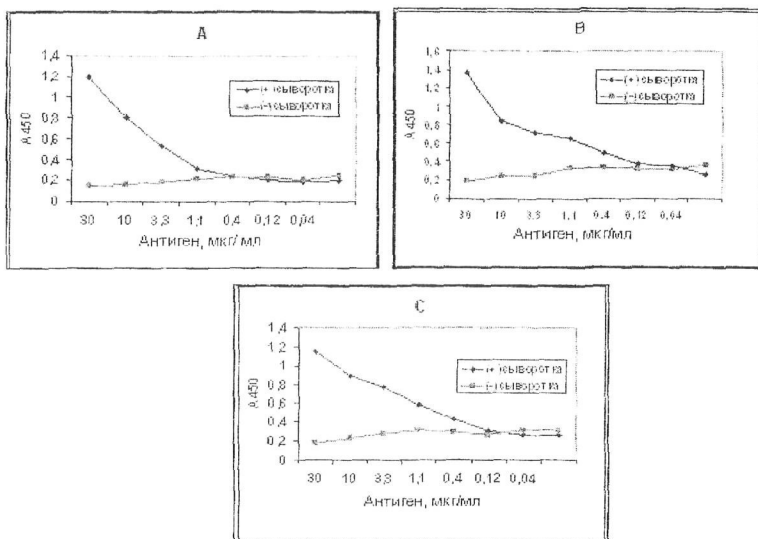 A
1,4
1,2
1
0,8
0,6
0,4
0,2
0
A 450
(+)сыворотка
(-)сыворотка
30 10 3,3 1,1 0,4 0,12 0,04
Антиген, мкг/мл
B
1,6
1,4
1,2
1
0,8
0,6
0,4
0,2
0
A 450
(+)сыворотка
(-)сыворотка
30 10 3,3 1,1 0,4 0,12 0,04
Антиген, мкг/мл
C
1,4
1,2
1
0,8
0,6
0,4
0,2
0
A 450
(+)сыворотка
(-)сыворотка
30 10 3,3 1,1 0,4 0,12 0,04
Антиген, мкг/мл